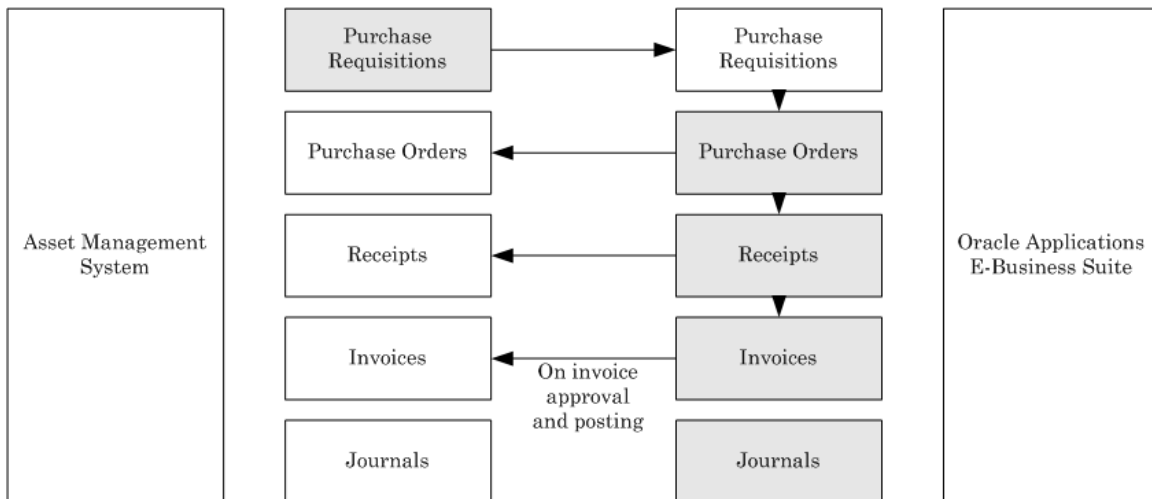 Purchase
Requisitions
Purchase
Requisitions
Purchase Orders
Purchase Orders
Asset Management
System
Receipts
Receipts
Oracle Applications
E-Business Suite
Invoices
On invoice
approval
and posting
Invoices
Journals
Journals